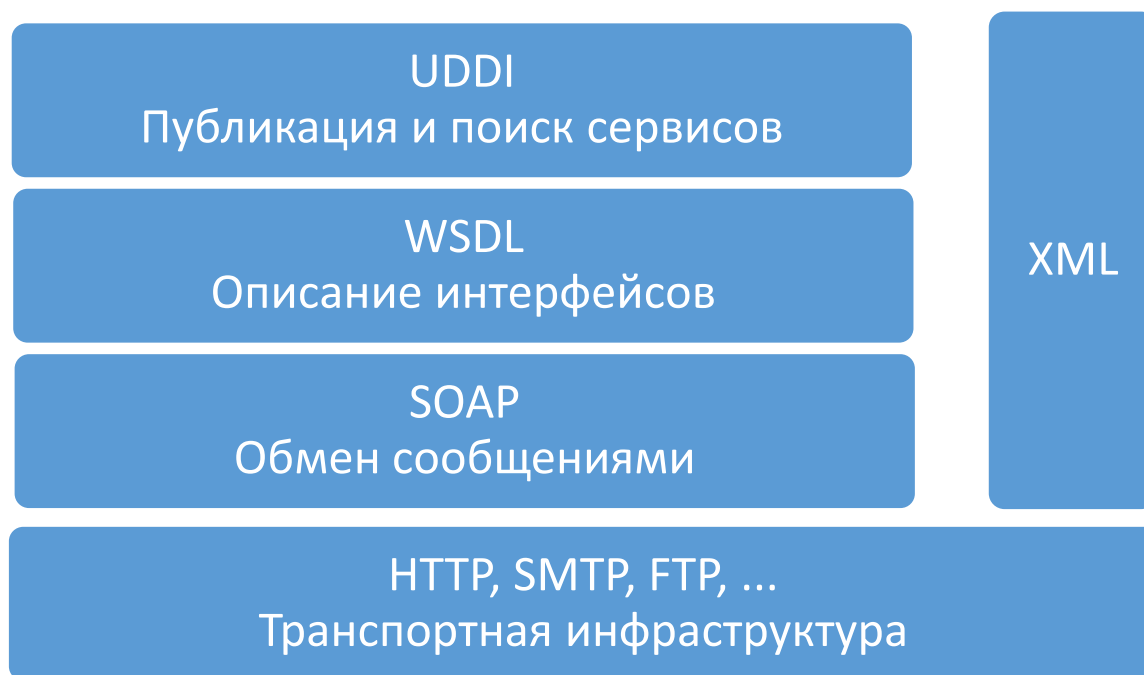 UDDI
Публикация и поиск сервисов
WSDL
Описание интерфейсов
XML
SOAP
Обмен сообщениями
HTTP, SMTP, FTP, ...
Транспортная инфраструктура